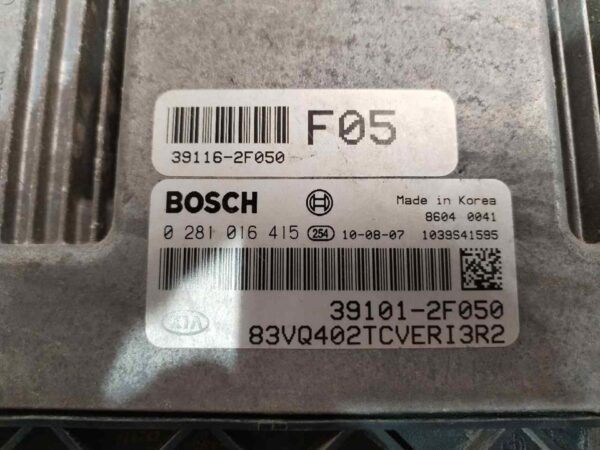 F05
39116-2F050
BOSCH
Made in Korea
8604 0041
0 281 016 415 254 10-08-07 1039S41595
39101-2F050
KIA
83VQ402TCVERI3R2